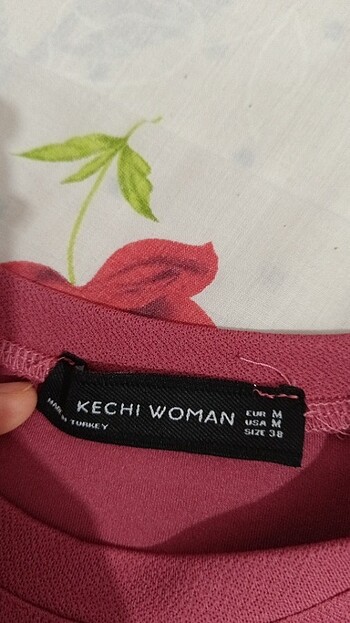 KECHI WOMAN
EUR M
USA M
SIZE 38
MADE IN TURKEY